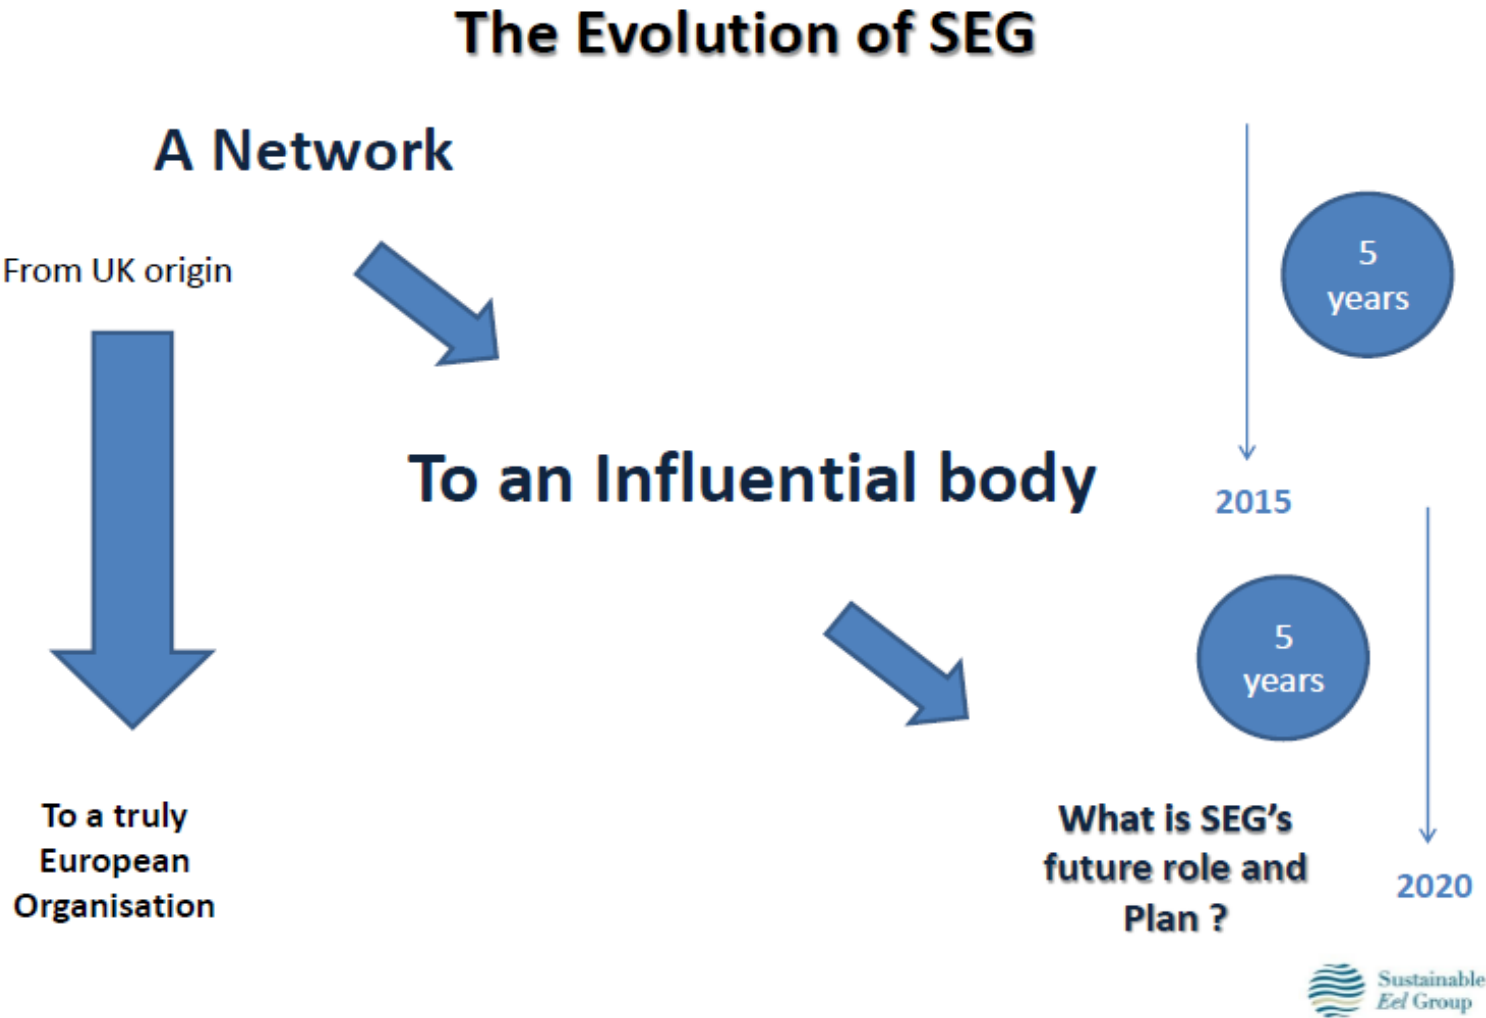 The Evolution of SEG
A Network
From UK origin
5
years
To an Influential body
2015
5
years
To a truly
European
Organisation
What is SEG’s
future role and
Plan ?
2020
Sustainable
Eel Group